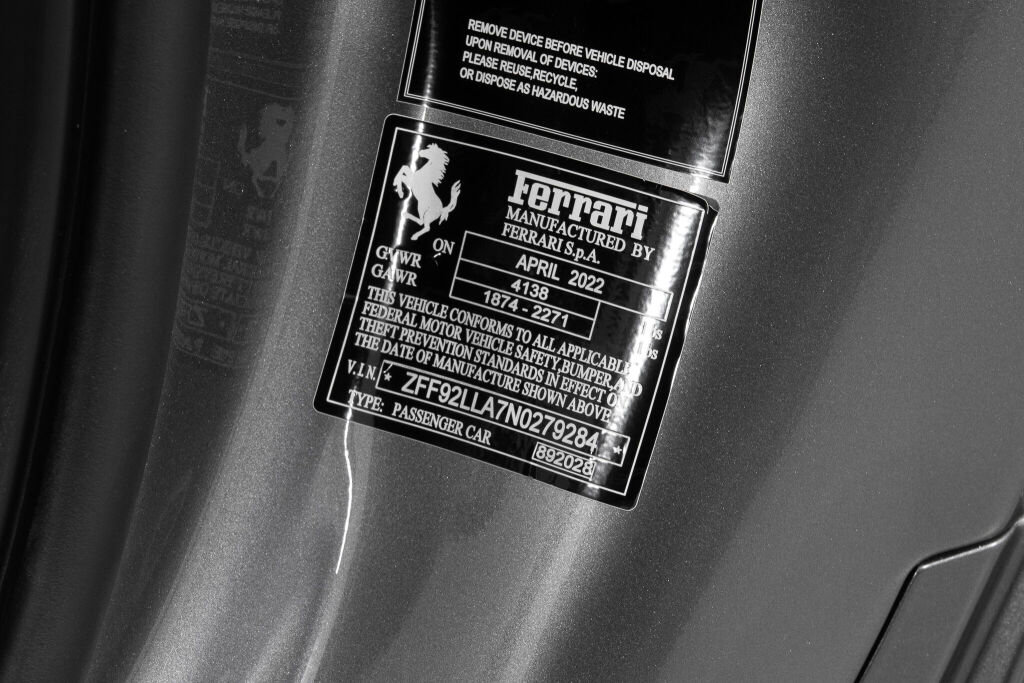 REMOVE DEVICE BEFORE VEHICLE DISPOSAL
UPON REMOVAL OF DEVICES:
PLEASE REUSE,RECYCLE,
OR DISPOSE AS HAZARDOUS WASTE
Ferrari
MANUFACTURED BY
FERRARI S.p.A.
ON APRIL 2022
GVWR 4138
GAWR 1874 - 2271
THIS VEHICLE CONFORMS TO ALL APPLICABLE
FEDERAL MOTOR VEHICLE SAFETY,BUMPER,AND
THEFT PREVENTION STANDARDS IN EFFECT ON
THE DATE OF MANUFACTURE SHOWN ABOVE
V.I.N. * ZFF92LLA7N0279284 *
TYPE: PASSENGER CAR
892028